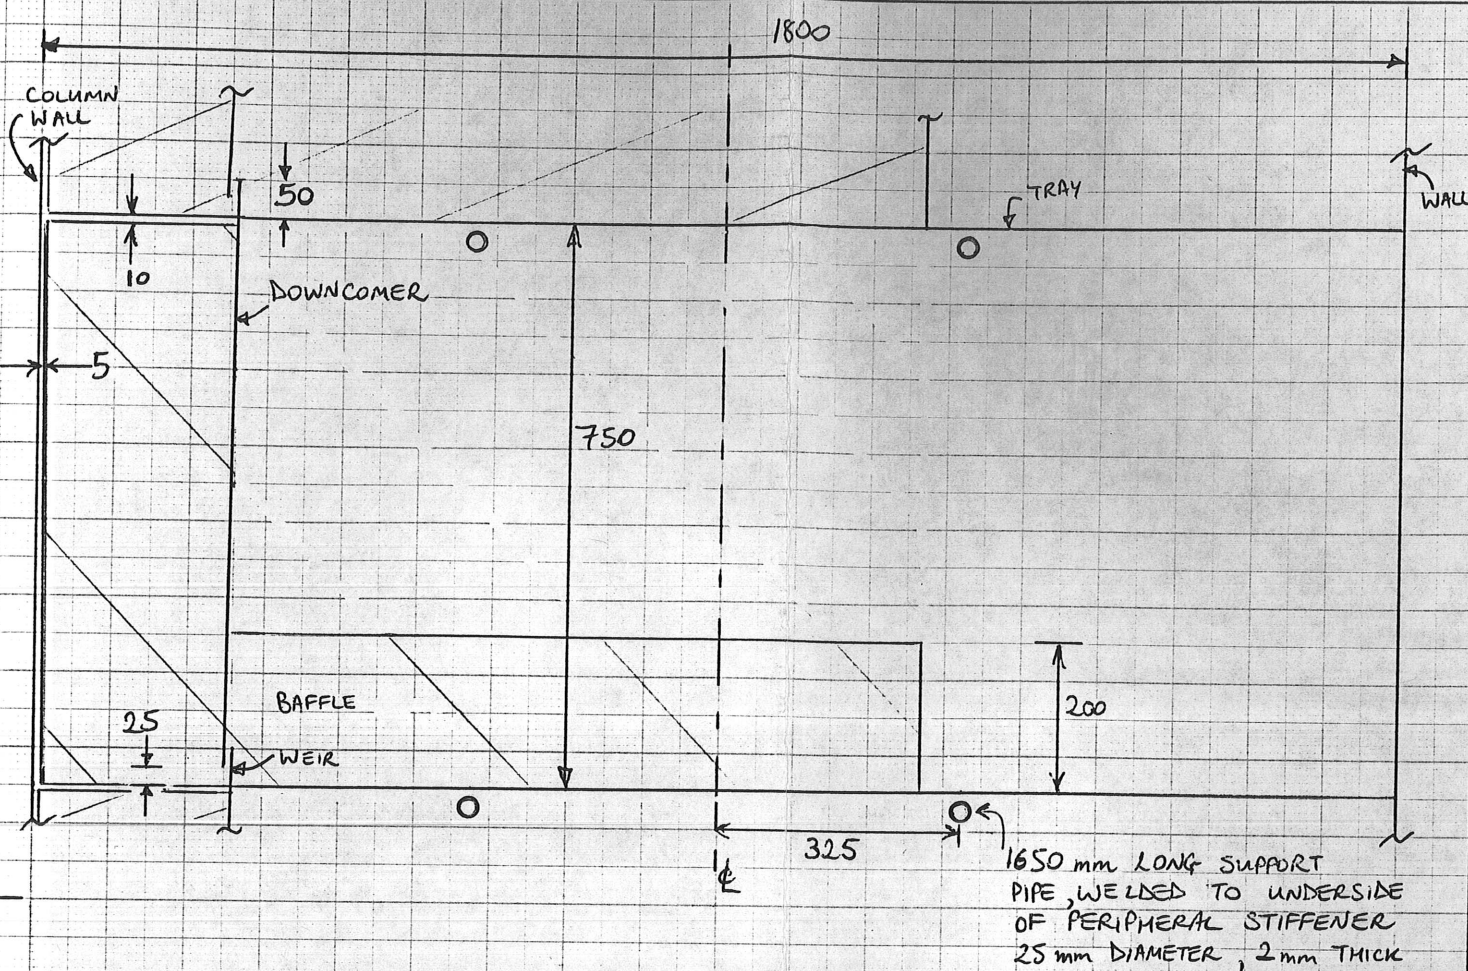 1800
COLUMN
WALL
50
TRAY
WALL
10
DOWNCOMER
5
750
BAFFLE
200
25
WEIR
325
℄
1650 mm LONG SUPPORT
PIPE, WELDED TO UNDERSIDE
OF PERIPHERAL STIFFENER
25 mm DIAMETER, 2 mm THICK